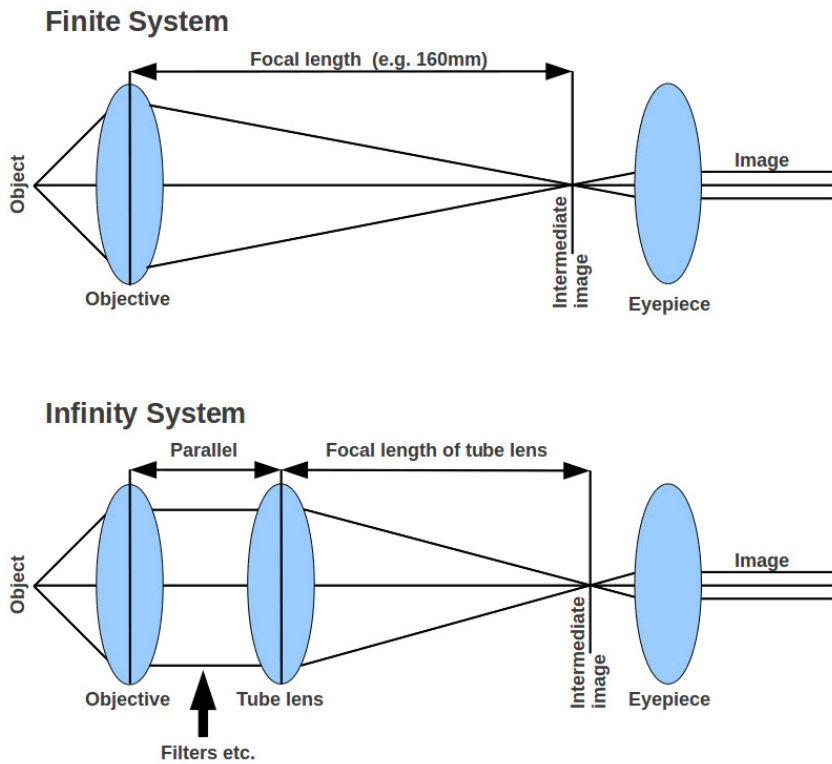 Finite System
Focal length  (e.g. 160mm)
Object
Image
Intermediate
image
Objective
Eyepiece
Infinity System
Parallel
Focal length of tube lens
Object
Image
Intermediate
image
Objective
Tube lens
Eyepiece
Filters etc.